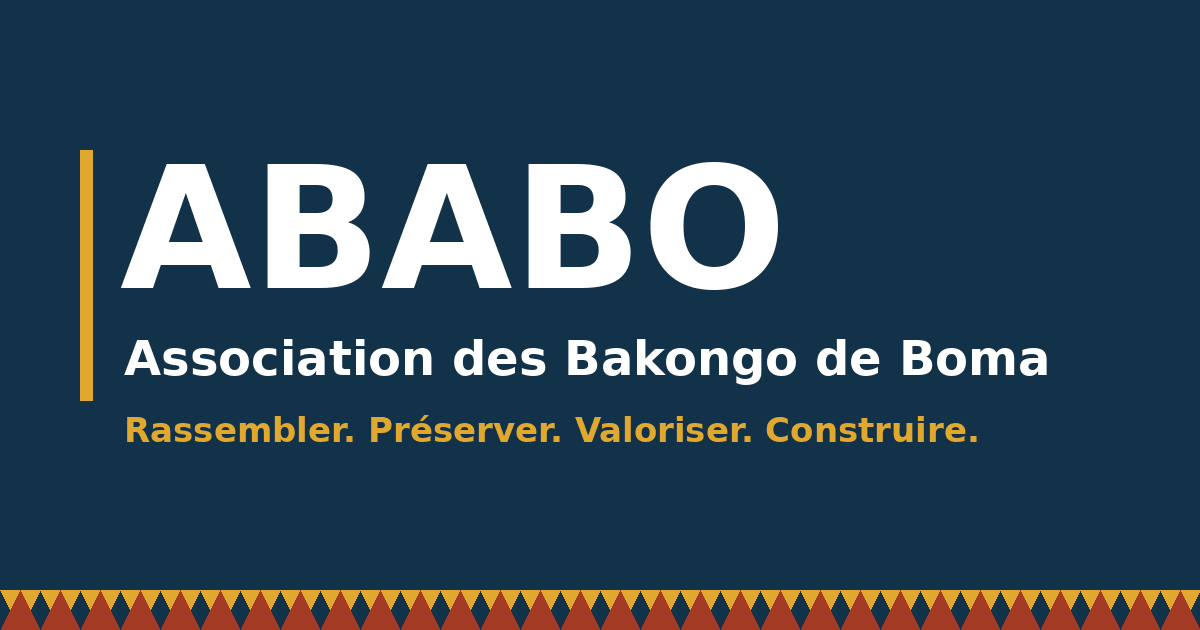 ABABO
Association des Bakongo de Boma
Rassembler. Préserver. Valoriser. Construire.